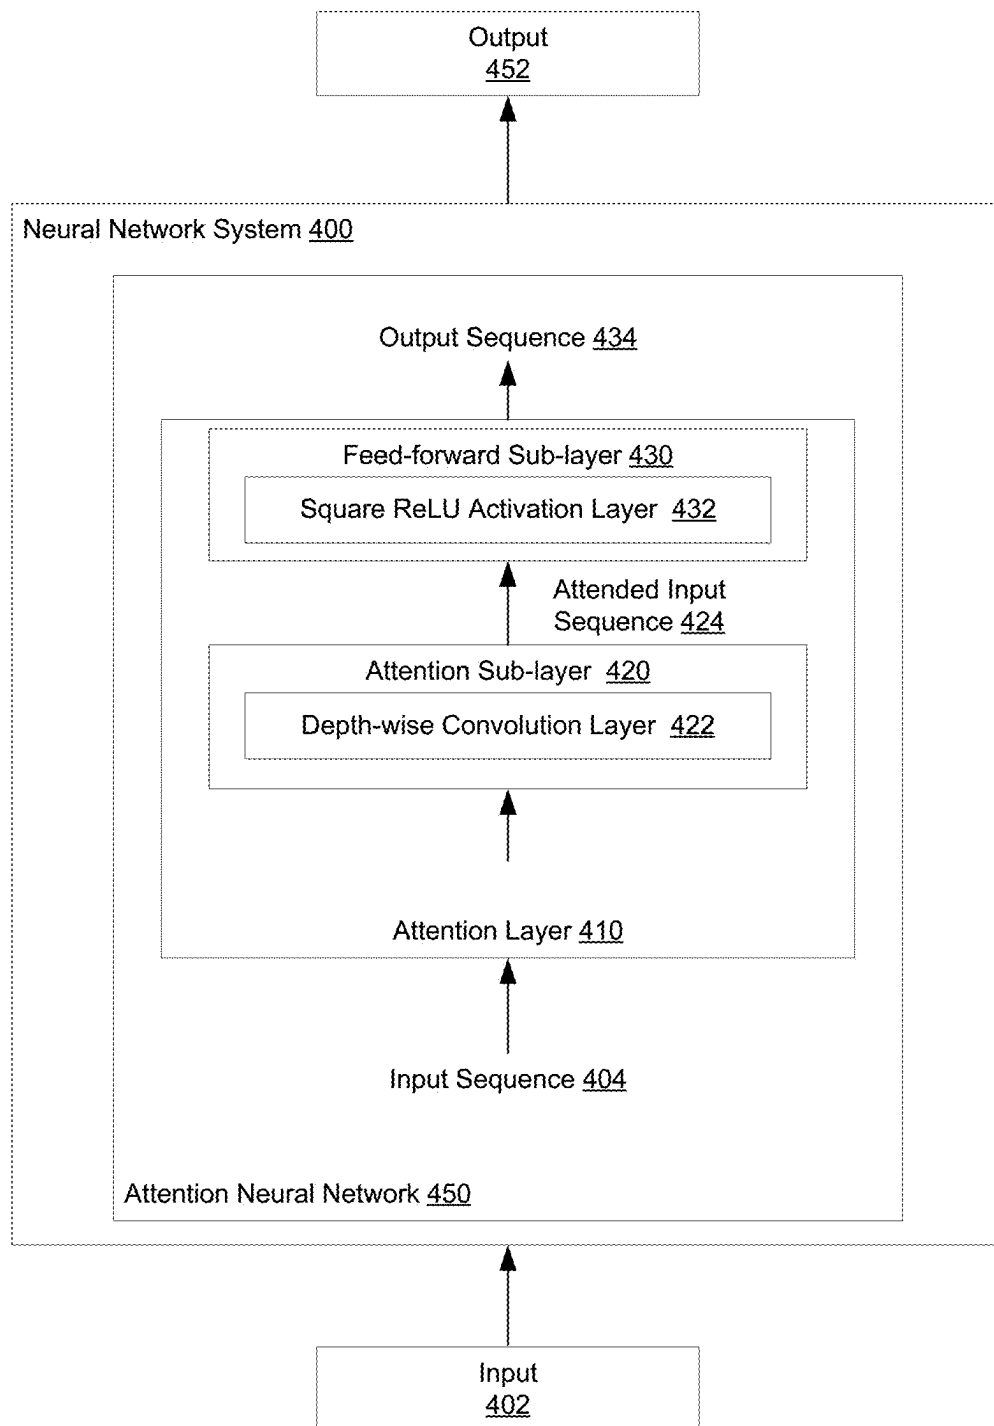 Output
452
Neural Network System 400
Output Sequence 434
Feed-forward Sub-layer 430
Square ReLU Activation Layer 432
Attended Input
Sequence 424
Attention Sub-layer 420
Depth-wise Convolution Layer 422
Attention Layer 410
Input Sequence 404
Attention Neural Network 450
Input
402